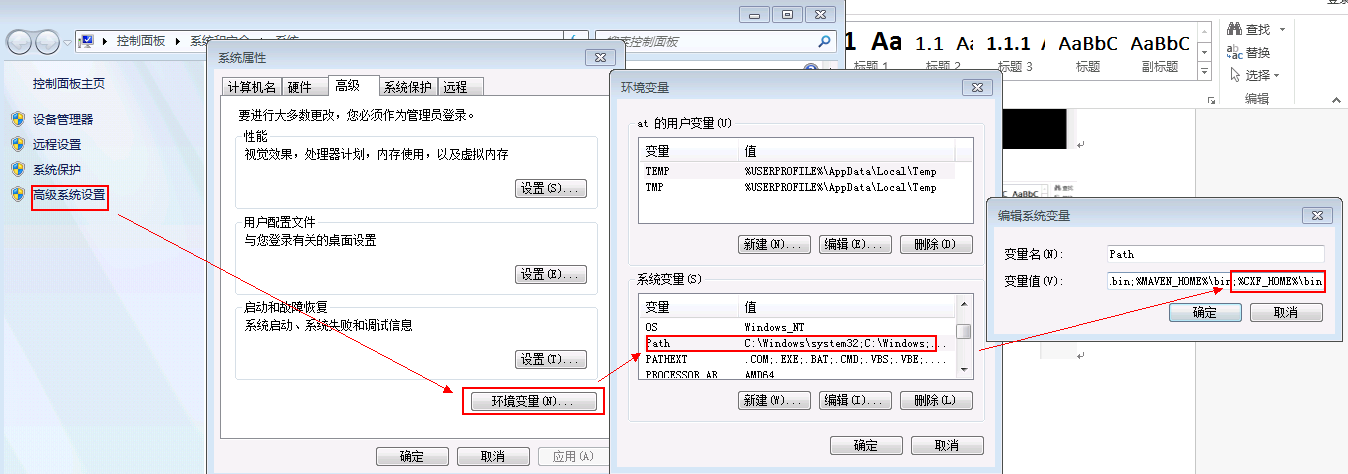 控制面板
系统和安全
系统
搜索控制面板
控制面板主页
设备管理器
远程设置
系统保护
高级系统设置
系统属性
计算机名
硬件
高级
系统保护
远程
要进行大多数更改，您必须作为管理员登录。
性能
视觉效果，处理器计划，内存使用，以及虚拟内存
设置(S)...
用户配置文件
与您登录有关的桌面设置
设置(E)...
启动和故障恢复
系统启动、系统失败和调试信息
设置(T)...
环境变量(N)...
确定
取消
应用(A)
环境变量
at 的用户变量(U)
变量 值
TEMP %USERPROFILE%\AppData\Local\Temp
TMP %USERPROFILE%\AppData\Local\Temp
新建(N)...
编辑(E)...
删除(D)
系统变量(S)
变量 值
OS Windows_NT
Path C:\Windows\system32;C:\Windows;...
PATHEXT .COM;.EXE;.BAT;.CMD;.VBS;.VBE;....
PROCESSOR_AR AMD64
新建(W)...
编辑(I)...
删除(L)
确定
取消
1 Aa 1.1 Aa 1.1.1 AaBbC AaBbC
标题 1 标题 2 标题 3 标题 副标题
查找
替换
选择
编辑
编辑系统变量
变量名(N): Path
变量值(V): .bin;%MAVEN_HOME%\bin;%CXF_HOME%\bin
确定
取消